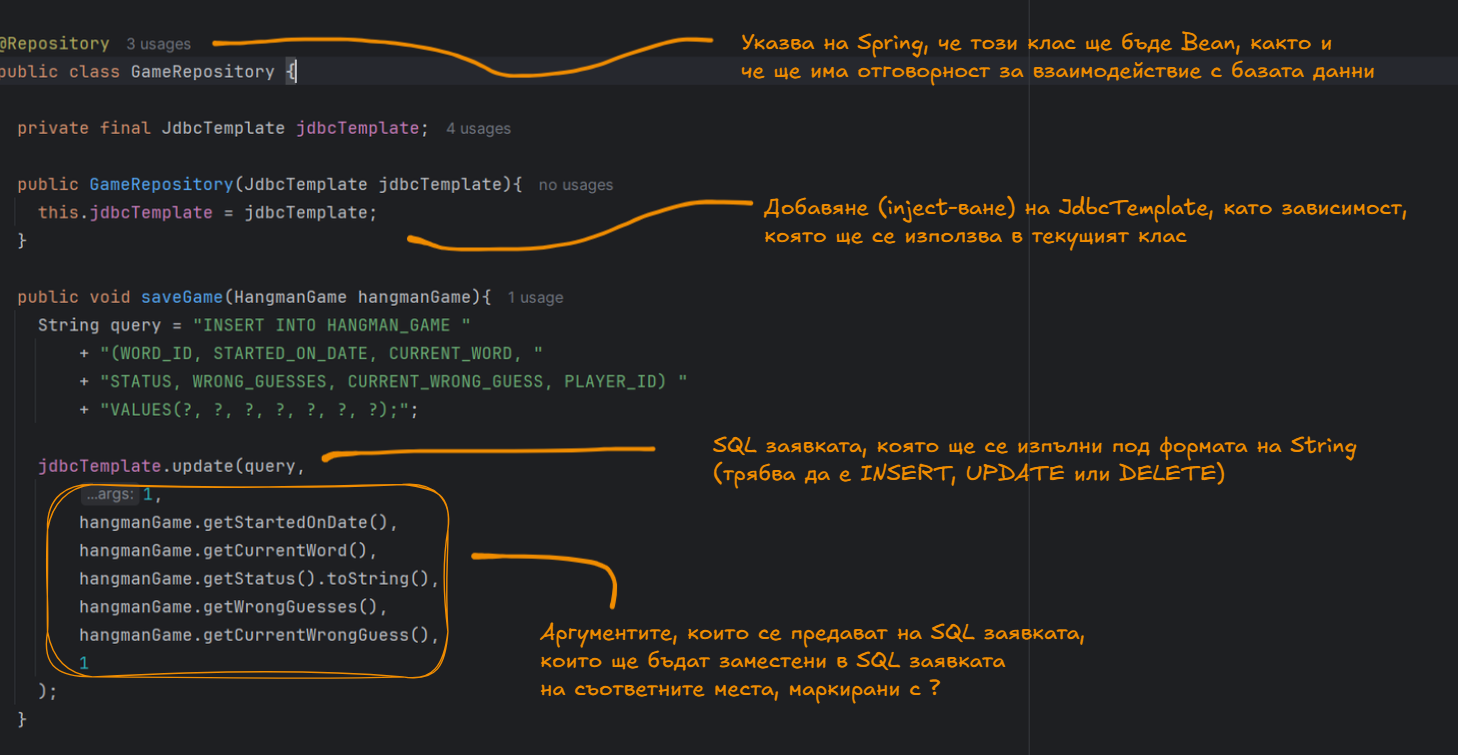 @Repository 3 usages
Указва на Spring, че този клас ще бъде Bean, както и
public class GameRepository {
че ще има отговорност за взаимодействие с базата данни
private final JdbcTemplate jdbcTemplate; 4 usages
public GameRepository(JdbcTemplate jdbcTemplate){ no usages
this.jdbcTemplate = jdbcTemplate;
}
Добавяне (inject-ване) на JdbcTemplate, като зависимост,
която ще се използва в текущият клас
public void saveGame(HangmanGame hangmanGame){ 1 usage
String query = "INSERT INTO HANGMAN_GAME "
+ "(WORD_ID, STARTED_ON_DATE, CURRENT_WORD, "
+ "STATUS, WRONG_GUESSES, CURRENT_WRONG_GUESS, PLAYER_ID) "
+ "VALUES(?, ?, ?, ?, ?, ?, ?);";
SQL заявката, която ще се изпълни под формата на String
(трябва да е INSERT, UPDATE или DELETE)
jdbcTemplate.update(query,
...args: 1,
hangmanGame.getStartedOnDate(),
hangmanGame.getCurrentWord(),
hangmanGame.getStatus().toString(),
hangmanGame.getWrongGuesses(),
hangmanGame.getCurrentWrongGuess(),
1
);
}
Аргументите, които се предават на SQL заявката,
които ще бъдат заместени в SQL заявката
на съответните места, маркирани с ?